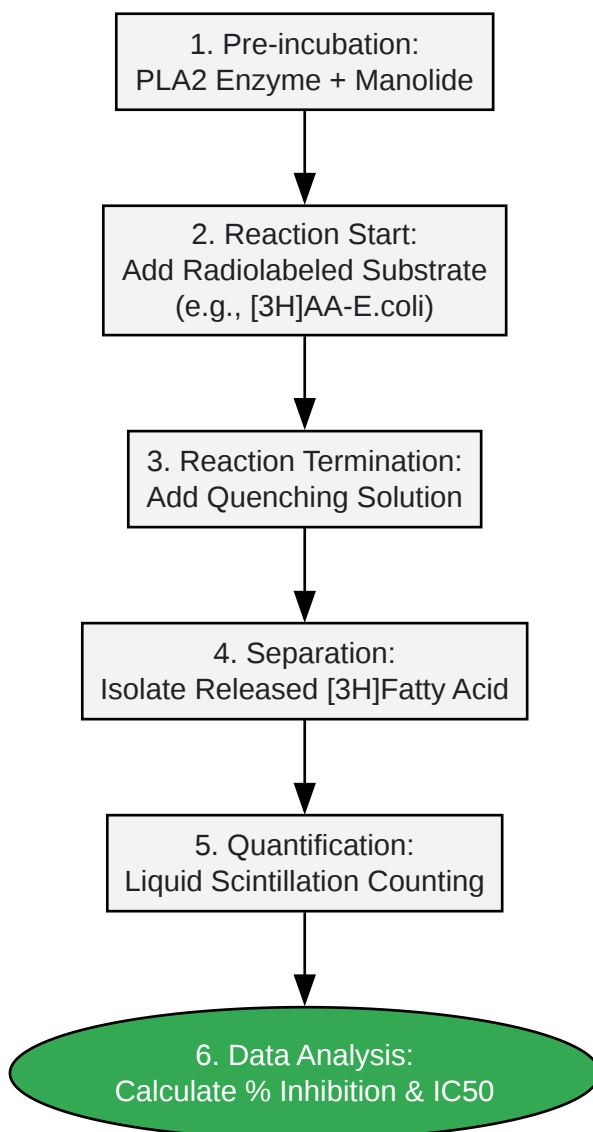 1. Pre-incubation:
PLA2 Enzyme + Manolide
2. Reaction Start:
Add Radiolabeled Substrate
(e.g., [3H]AA-E.coli)
3. Reaction Termination:
Add Quenching Solution
4. Separation:
Isolate Released [3H]Fatty Acid
5. Quantification:
Liquid Scintillation Counting
6. Data Analysis:
Calculate % Inhibition & IC50